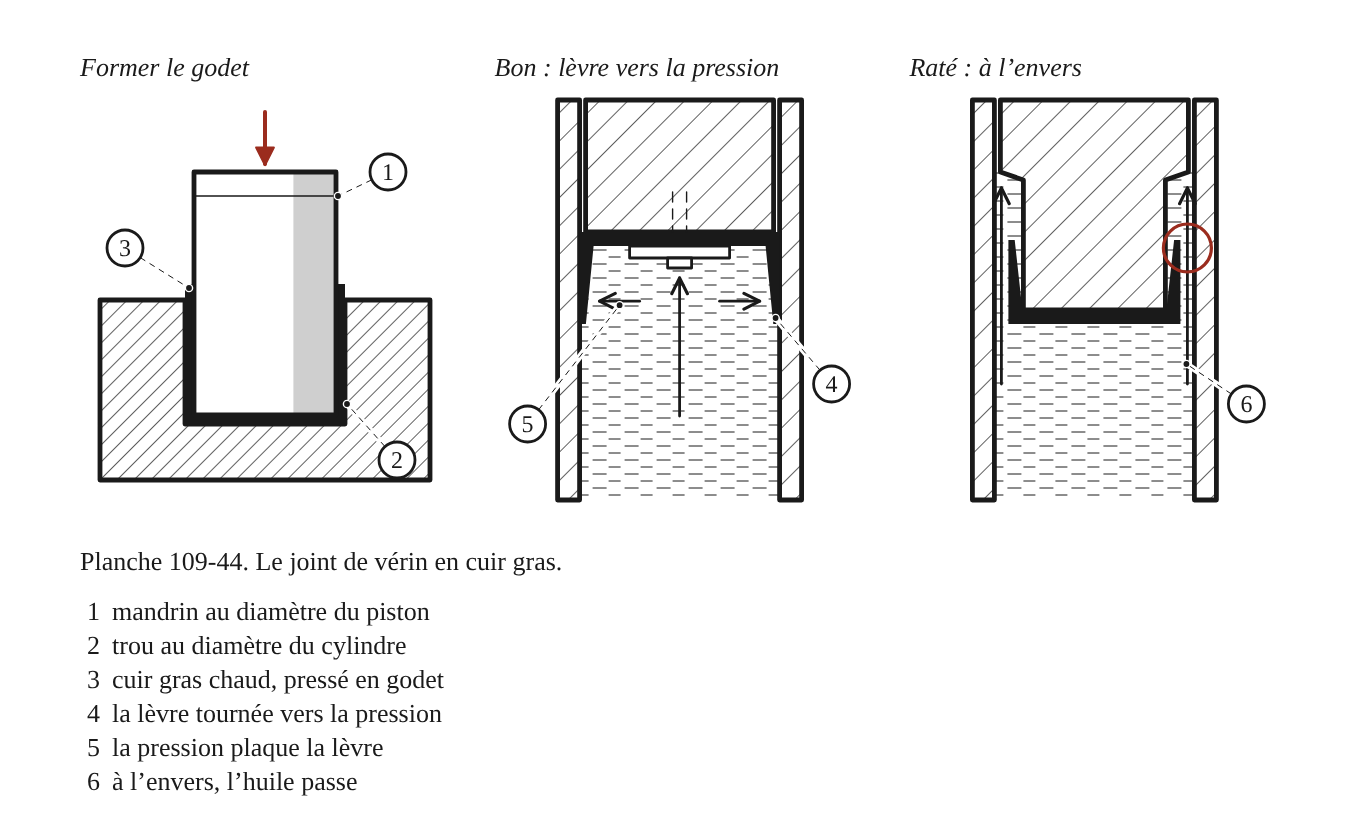 Former le godet
Bon : lèvre vers la pression
Raté : à l’envers
1
3
2
5
4
6
Planche 109-44. Le joint de vérin en cuir gras.
1 mandrin au diamètre du piston
2 trou au diamètre du cylindre
3 cuir gras chaud, pressé en godet
4 la lèvre tournée vers la pression
5 la pression plaque la lèvre
6 à l’envers, l’huile passe